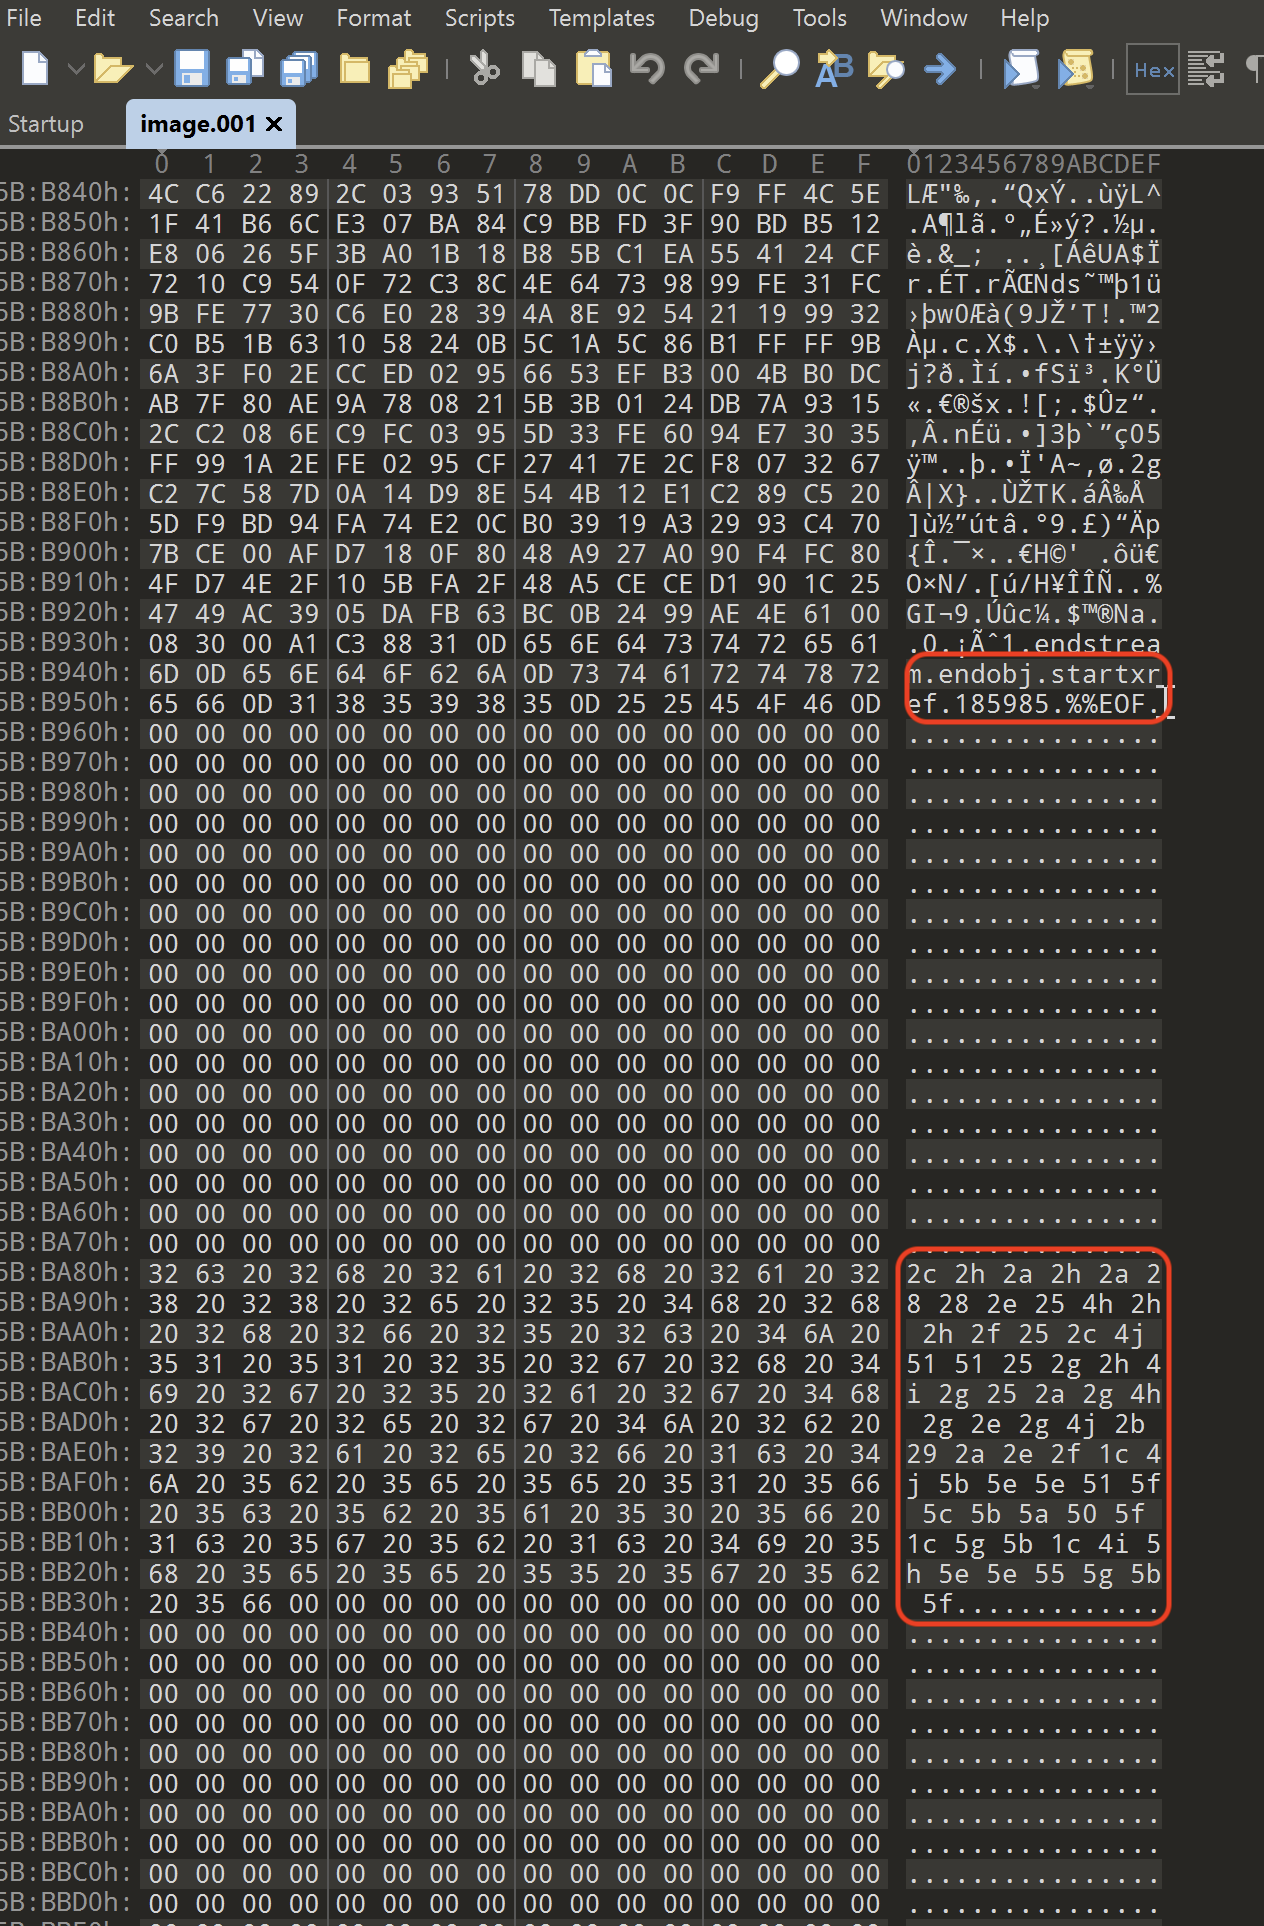 File Edit Search View Format Scripts Templates Debug Tools Window Help
Hex
Startup image.001
0 1 2 3 4 5 6 7 8 9 A B C D E F 0123456789ABCDEF
5B:B840h: 4C C6 22 89 2C 03 93 51 78 DD 0C 0C F9 FF 4C 5E LÆ"‰,.“QxÝ..ùÿL^
5B:B850h: 1F 41 B6 6C E3 07 BA 84 C9 BB FD 3F 90 BD B5 12 .A¶lã.º„É»ý?.½µ.
5B:B860h: E8 06 26 5F 3B A0 1B 18 B8 5B C1 EA 55 41 24 CF è.&_; ..¸[ÁêUA$Ï
5B:B870h: 72 10 C9 54 0F 72 C3 8C 4E 64 73 98 99 FE 31 FC r.ÉT.rÃŒNds˜™þ1ü
5B:B880h: 9B FE 77 30 C6 E0 28 39 4A 8E 92 54 21 19 99 32 ›þw0Æà(9JŽ’T!.™2
5B:B890h: C0 B5 1B 63 10 58 24 0B 5C 1A 5C 86 B1 FF FF 9B Àµ.c.X$.\.\†±ÿÿ›
5B:B8A0h: 6A 3F F0 2E CC ED 02 95 66 53 EF B3 00 4B B0 DC j?ð.Ìí.•fSï³.K°Ü
5B:B8B0h: AB 7F 80 AE 9A 78 08 21 5B 3B 01 24 DB 7A 93 15 «.€®šx.![;.$Ûz“.
5B:B8C0h: 2C C2 08 6E C9 FC 03 95 5D 33 FE 60 94 E7 30 35 ,Â.nÉü.•]3þ`”ç05
5B:B8D0h: FF 99 1A 2E FE 02 95 CF 27 41 7E 2C F8 07 32 67 ÿ™..þ.•Ï'A~,ø.2g
5B:B8E0h: C2 7C 58 7D 0A 14 D9 8E 54 4B 12 E1 C2 89 C5 20 Â|X}..ÙŽTK.áÂ‰Å
5B:B8F0h: 5D F9 BD 94 FA 74 E2 0C B0 39 19 A3 29 93 C4 70 ]ù½”útâ.°9.£)“Äp
5B:B900h: 7B CE 00 AF D7 18 0F 80 48 A9 27 A0 90 F4 FC 80 {Î.¯×..€H©' .ôü€
5B:B910h: 4F D7 4E 2F 10 5B FA 2F 48 A5 CE CE D1 90 1C 25 O×N/.[ú/H¥ÎÎÑ..%
5B:B920h: 47 49 AC 39 05 DA FB 63 BC 0B 24 99 AE 4E 61 00 GI¬9.Úûc¼.$™®Na.
5B:B930h: 08 30 00 A1 C3 88 31 0D 65 6E 64 73 74 72 65 61 .0.¡Ãˆ1.endstrea
5B:B940h: 6D 0D 65 6E 64 6F 62 6A 0D 73 74 61 72 74 78 72 m.endobj.startxr
5B:B950h: 65 66 0D 31 38 35 39 38 35 0D 25 25 45 4F 46 0D ef.185985.%%EOF.
5B:B960h: 00 00 00 00 00 00 00 00 00 00 00 00 00 00 00 00 ................
5B:B970h: 00 00 00 00 00 00 00 00 00 00 00 00 00 00 00 00 ................
5B:B980h: 00 00 00 00 00 00 00 00 00 00 00 00 00 00 00 00 ................
5B:B990h: 00 00 00 00 00 00 00 00 00 00 00 00 00 00 00 00 ................
5B:B9A0h: 00 00 00 00 00 00 00 00 00 00 00 00 00 00 00 00 ................
5B:B9B0h: 00 00 00 00 00 00 00 00 00 00 00 00 00 00 00 00 ................
5B:B9C0h: 00 00 00 00 00 00 00 00 00 00 00 00 00 00 00 00 ................
5B:B9D0h: 00 00 00 00 00 00 00 00 00 00 00 00 00 00 00 00 ................
5B:B9E0h: 00 00 00 00 00 00 00 00 00 00 00 00 00 00 00 00 ................
5B:B9F0h: 00 00 00 00 00 00 00 00 00 00 00 00 00 00 00 00 ................
5B:BA00h: 00 00 00 00 00 00 00 00 00 00 00 00 00 00 00 00 ................
5B:BA10h: 00 00 00 00 00 00 00 00 00 00 00 00 00 00 00 00 ................
5B:BA20h: 00 00 00 00 00 00 00 00 00 00 00 00 00 00 00 00 ................
5B:BA30h: 00 00 00 00 00 00 00 00 00 00 00 00 00 00 00 00 ................
5B:BA40h: 00 00 00 00 00 00 00 00 00 00 00 00 00 00 00 00 ................
5B:BA50h: 00 00 00 00 00 00 00 00 00 00 00 00 00 00 00 00 ................
5B:BA60h: 00 00 00 00 00 00 00 00 00 00 00 00 00 00 00 00 ................
5B:BA70h: 00 00 00 00 00 00 00 00 00 00 00 00 00 00 00 00 ................
5B:BA80h: 32 63 20 32 68 20 32 61 20 32 68 20 32 61 20 32 2c 2h 2a 2h 2a 2
5B:BA90h: 38 20 32 38 20 32 65 20 32 35 20 34 68 20 32 68 8 28 2e 25 4h 2h
5B:BAA0h: 20 32 68 20 32 66 20 32 35 20 32 63 20 34 6A 20 2h 2f 25 2c 4j
5B:BAB0h: 35 31 20 35 31 20 32 35 20 32 67 20 32 68 20 34 51 51 25 2g 2h 4
5B:BAC0h: 69 20 32 67 20 32 35 20 32 61 20 32 67 20 34 68 i 2g 25 2a 2g 4h
5B:BAD0h: 20 32 67 20 32 65 20 32 67 20 34 6A 20 32 62 20 2g 2e 2g 4j 2b
5B:BAE0h: 32 39 20 32 61 20 32 65 20 32 66 20 31 63 20 34 29 2a 2e 2f 1c 4
5B:BAF0h: 6A 20 35 62 20 35 65 20 35 65 20 35 31 20 35 66 j 5b 5e 5e 51 5f
5B:BB00h: 20 35 63 20 35 62 20 35 61 20 35 30 20 35 66 20 5c 5b 5a 50 5f
5B:BB10h: 31 63 20 35 67 20 35 62 20 31 63 20 34 69 20 35 1c 5g 5b 1c 4i 5
5B:BB20h: 68 20 35 65 20 35 65 20 35 35 20 35 67 20 35 62 h 5e 5e 55 5g 5b
5B:BB30h: 20 35 66 00 00 00 00 00 00 00 00 00 00 00 00 00 5f.............
5B:BB40h: 00 00 00 00 00 00 00 00 00 00 00 00 00 00 00 00 ................
5B:BB50h: 00 00 00 00 00 00 00 00 00 00 00 00 00 00 00 00 ................
5B:BB60h: 00 00 00 00 00 00 00 00 00 00 00 00 00 00 00 00 ................
5B:BB70h: 00 00 00 00 00 00 00 00 00 00 00 00 00 00 00 00 ................
5B:BB80h: 00 00 00 00 00 00 00 00 00 00 00 00 00 00 00 00 ................
5B:BB90h: 00 00 00 00 00 00 00 00 00 00 00 00 00 00 00 00 ................
5B:BBA0h: 00 00 00 00 00 00 00 00 00 00 00 00 00 00 00 00 ................
5B:BBB0h: 00 00 00 00 00 00 00 00 00 00 00 00 00 00 00 00 ................
5B:BBC0h: 00 00 00 00 00 00 00 00 00 00 00 00 00 00 00 00 ................
5B:BBD0h: 00 00 00 00 00 00 00 00 00 00 00 00 00 00 00 00 ................